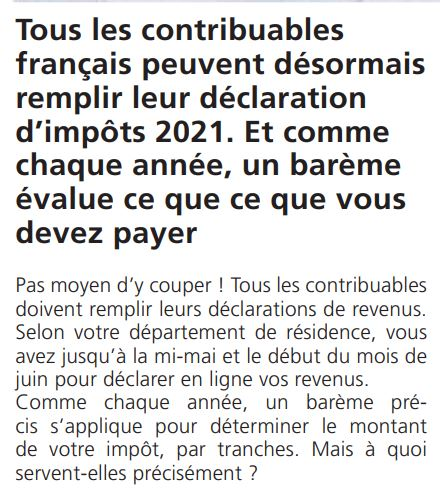 Tous les contribuables
français peuvent désormais
remplir leur déclaration
d’impôts 2021. Et comme
chaque année, un barème
évalue ce que ce que vous
devez payer
Pas moyen d’y couper ! Tous les contribuables
doivent remplir leurs déclarations de revenus.
Selon votre département de résidence, vous
avez jusqu’à la mi-mai et le début du mois de
juin pour déclarer en ligne vos revenus.
Comme chaque année, un barème pré-
cis s’applique pour déterminer le montant
de votre impôt, par tranches. Mais à quoi
servent-elles précisément ?